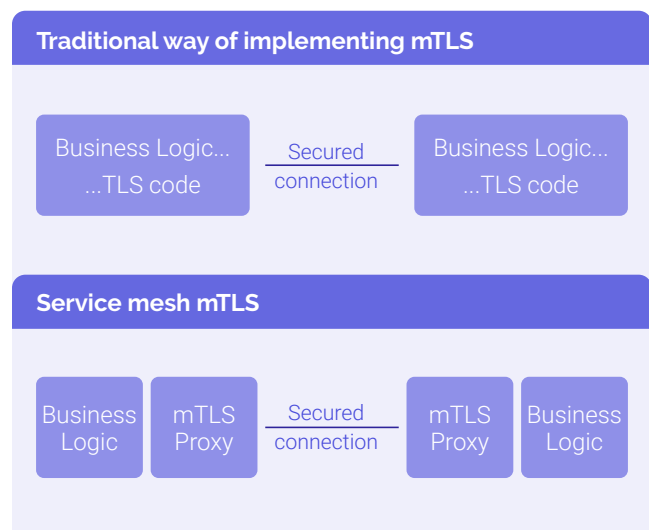 Traditional way of implementing mTLS
Business Logic...
...TLS code
Secured
connection
Business Logic...
...TLS code
Service mesh mTLS
Business
Logic
mTLS
Proxy
Secured
connection
mTLS
Proxy
Business
Logic